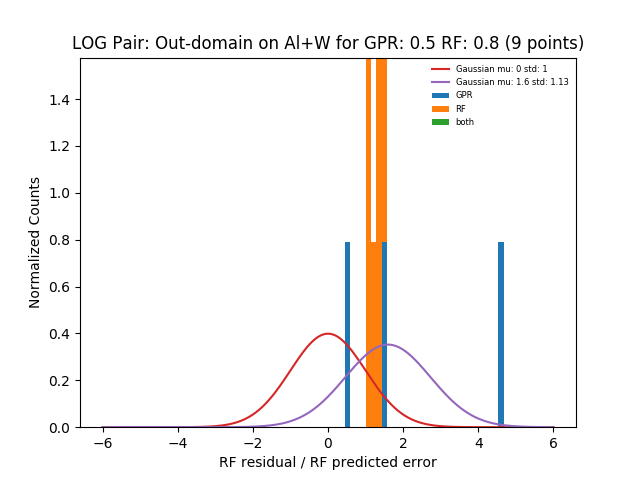 LOG Pair: Out-domain on Al+W for GPR: 0.5 RF: 0.8 (9 points)
Gaussian mu: 0 std: 1
Gaussian mu: 1.6 std: 1.13
GPR
RF
both
Normalized Counts
1.4
1.2
1.0
0.8
0.6
0.4
0.2
0.0
−6 −4 −2 0 2 4 6
RF residual / RF predicted error